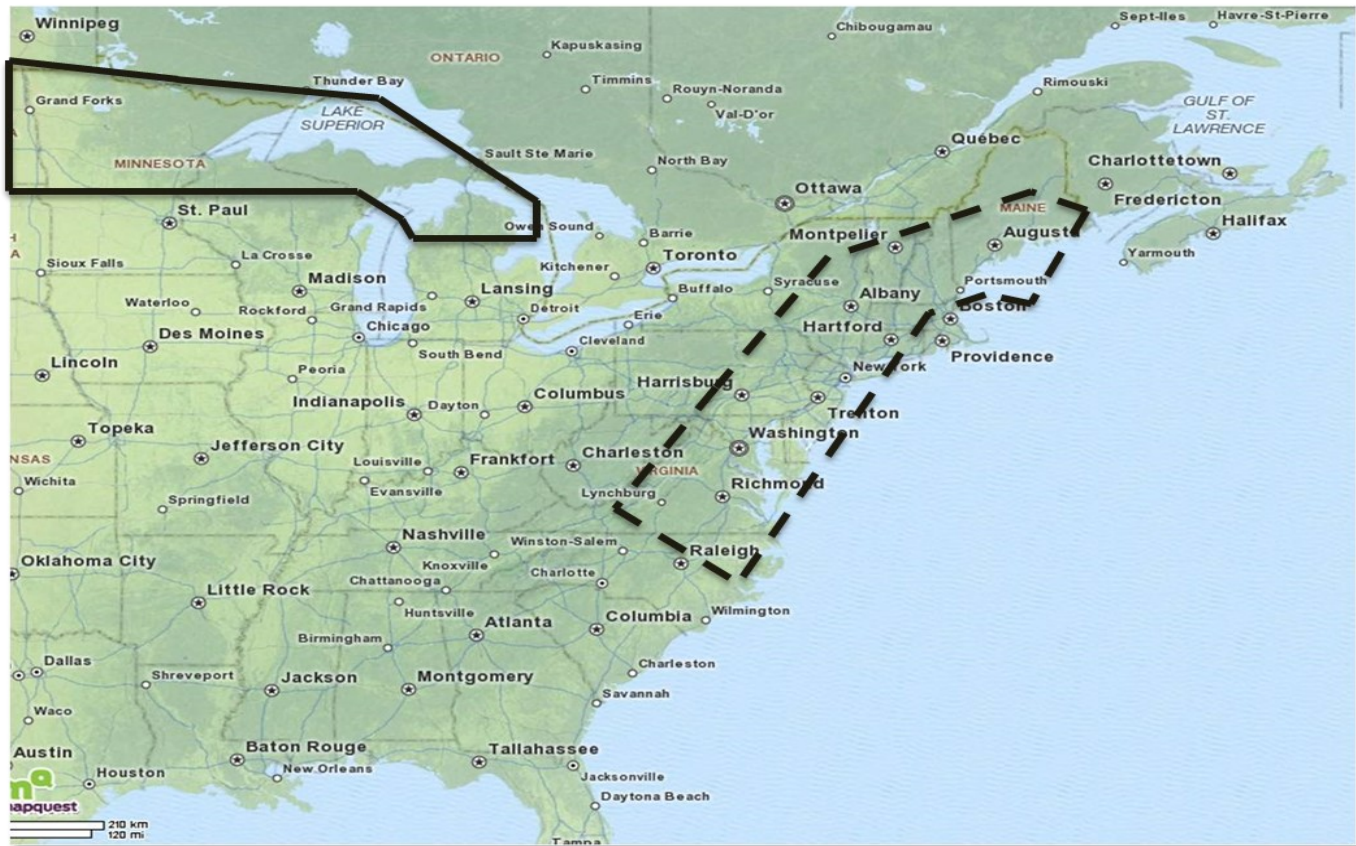 Winnipeg
Sept-Iles
Havre-St-Pierre
Chibougamau
Kapuskasing
ONTARIO
Timmins
Rouyn-Noranda
Val-D'or
Rimouski
GULF OF
ST.
LAWRENCE
Thunder Bay
Grand Forks
LAKE
SUPERIOR
MINNESOTA
Sault Ste Marie
North Bay
Québec
Charlottetown
Ottawa
MAINE
Fredericton
St. Paul
Owen Sound
Barrie
Montpelier
Augusta
Halifax
Sioux Falls
La Crosse
Kitchener
Toronto
Yarmouth
Madison
Lansing
Buffalo
Syracuse
Portsmouth
Waterloo
Rockford
Grand Rapids
Detroit
Erie
Albany
Boston
Des Moines
Chicago
Cleveland
Hartford
South Bend
Providence
Lincoln
Peoria
New York
Indianapolis
Dayton
Columbus
Harrisburg
Trenton
Topeka
Jefferson City
Washington
NSAS
Louisville
Frankfort
Charleston
VIRGINIA
Wichita
Evansville
Springfield
Lynchburg
Richmond
Nashville
Winston-Salem
Raleigh
Oklahoma City
Knoxville
Chattanooga
Charlotte
Little Rock
Huntsville
Columbia
Wilmington
Atlanta
Birmingham
Dallas
Shreveport
Jackson
Montgomery
Charleston
Savannah
Waco
Austin
Baton Rouge
Tallahassee
Houston
New Orleans
Jacksonville
Daytona Beach
mq
mapquest
210 km
120 mi
Tampa